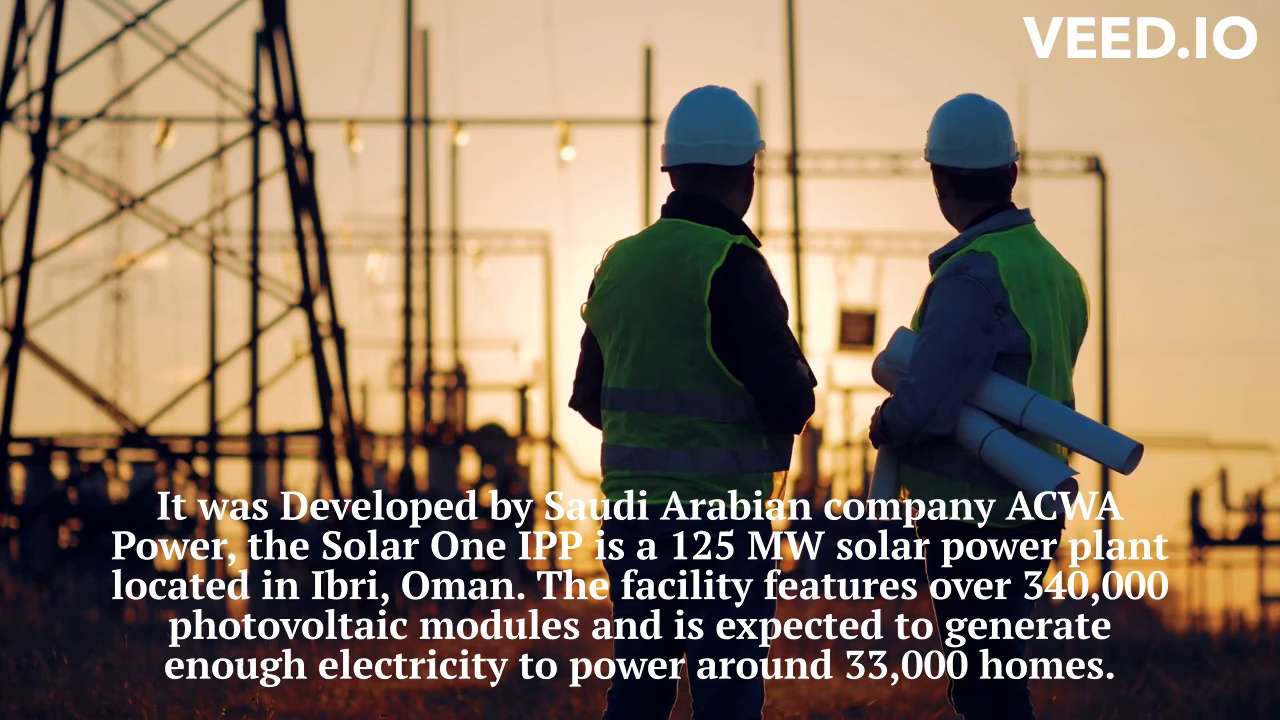 VEED.IO
It was Developed by Saudi Arabian company ACWA
Power, the Solar One IPP is a 125 MW solar power plant
located in Ibri, Oman. The facility features over 340,000
photovoltaic modules and is expected to generate
enough electricity to power around 33,000 homes.